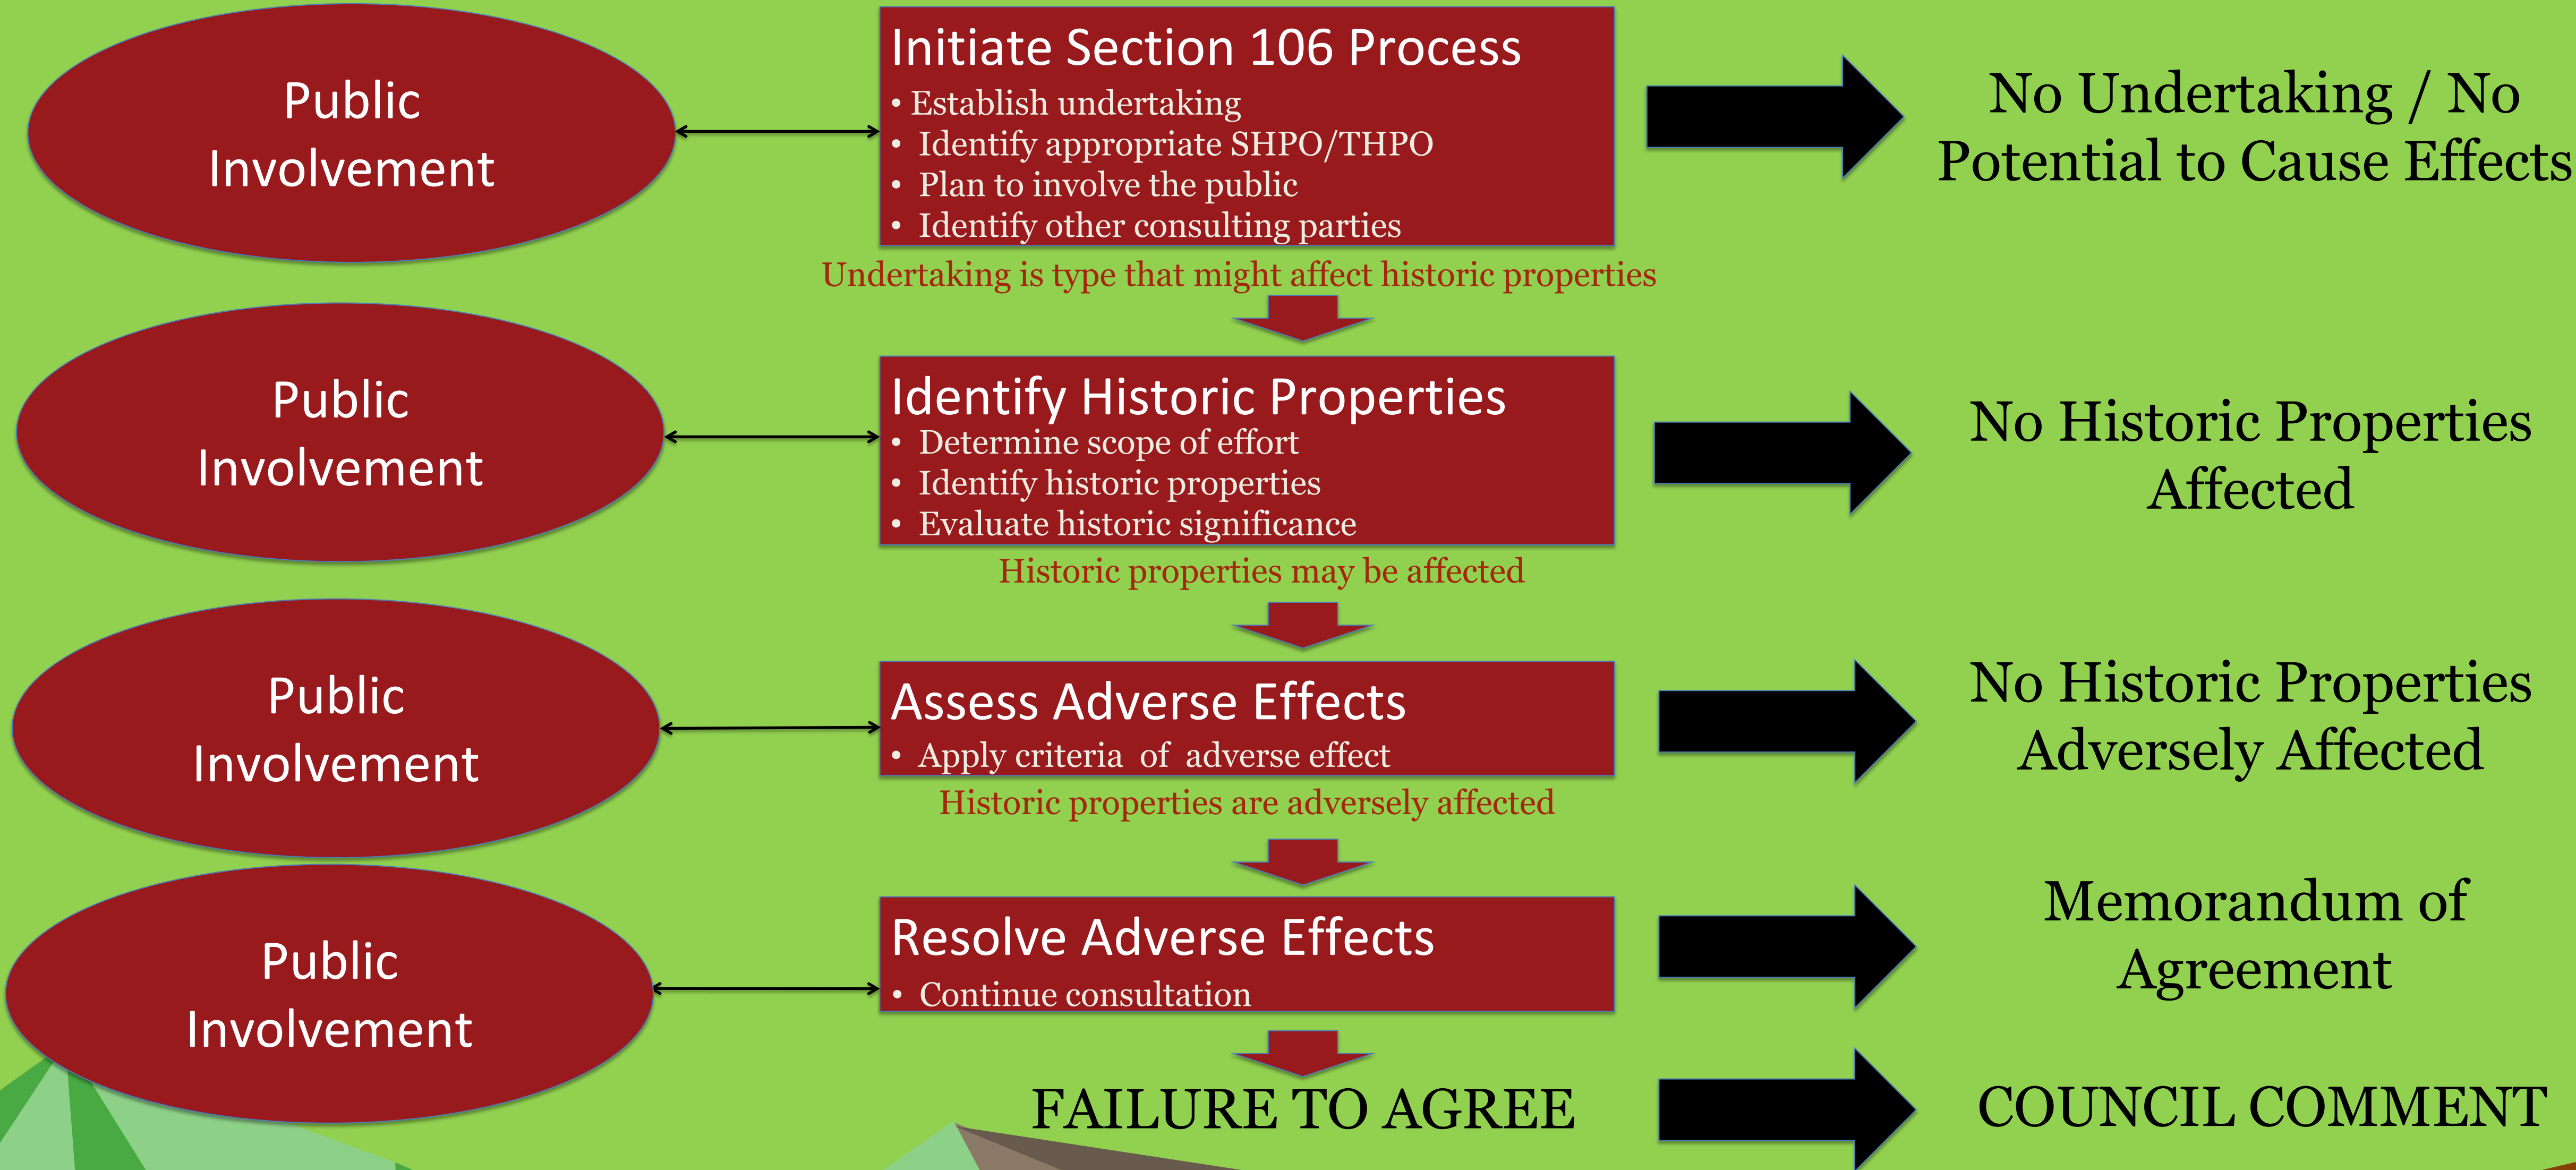 Public
Involvement
Initiate Section 106 Process
• Establish undertaking
• Identify appropriate SHPO/THPO
• Plan to involve the public
• Identify other consulting parties
No Undertaking / No
Potential to Cause Effects
Undertaking is type that might affect historic properties
Public
Involvement
Identify Historic Properties
• Determine scope of effort
• Identify historic properties
• Evaluate historic significance
No Historic Properties
Affected
Historic properties may be affected
Public
Involvement
Assess Adverse Effects
• Apply criteria of adverse effect
No Historic Properties
Adversely Affected
Historic properties are adversely affected
Public
Involvement
Resolve Adverse Effects
• Continue consultation
Memorandum of
Agreement
FAILURE TO AGREE
COUNCIL COMMENT